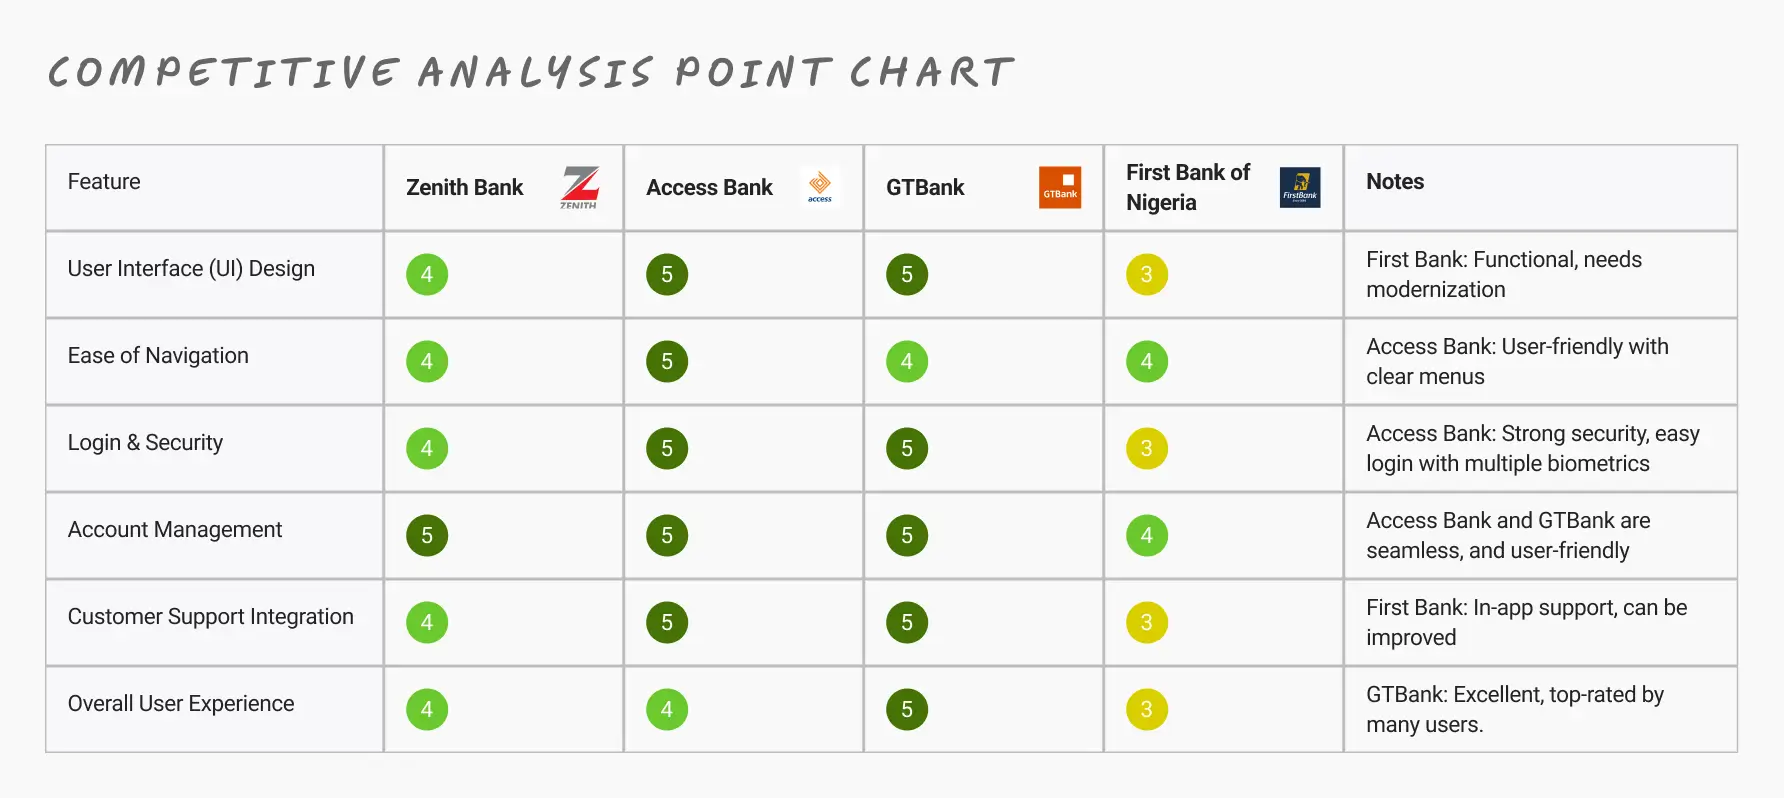 COMPETITIVE ANALYSIS POINT CHART
Feature
Zenith Bank
ZENITH
Access Bank
access
GTBank
GTBank
First Bank of
Nigeria
FirstBank
Notes
User Interface (UI) Design
4
5
5
3
First Bank: Functional, needs
modernization
Ease of Navigation
4
5
4
4
Access Bank: User-friendly with
clear menus
Login & Security
4
5
5
3
Access Bank: Strong security, easy
login with multiple biometrics
Account Management
5
5
5
4
Access Bank and GTBank are
seamless, and user-friendly
Customer Support Integration
4
5
5
3
First Bank: In-app support, can be
improved
Overall User Experience
4
4
5
3
GTBank: Excellent, top-rated by
many users.